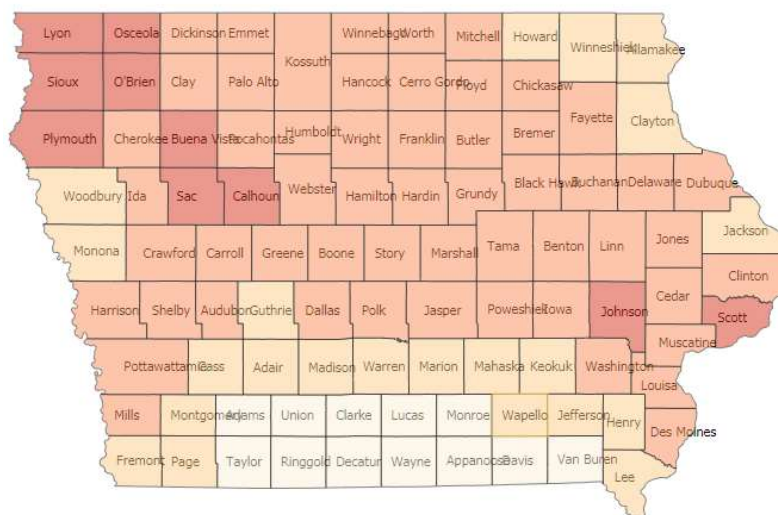 Lyon Osceola Dickinson Emmet Winnebago Worth Mitchell Howard Winneshiek Allamakee
Kossuth
Sioux O'Brien Clay Palo Alto Hancock Cerro Gordo Floyd Chickasaw
Fayette Clayton
Plymouth Cherokee Buena Vista Pocahontas Humboldt Wright Franklin Butler Bremer
Woodbury Ida Sac Calhoun Webster Hamilton Hardin Grundy Black Hawk Buchanan Delaware Dubuque
Jackson
Monona Crawford Carroll Greene Boone Story Marshall Tama Benton Linn Jones
Clinton
Harrison Shelby Audubon Guthrie Dallas Polk Jasper Poweshiek Iowa Johnson Cedar Scott
Muscatine
Pottawattamie Cass Adair Madison Warren Marion Mahaska Keokuk Washington
Louisa
Mills Montgomery Adams Union Clarke Lucas Monroe Wapello Jefferson Henry Des Moines
Fremont Page Taylor Ringgold Decatur Wayne Appanoose Davis Van Buren Lee